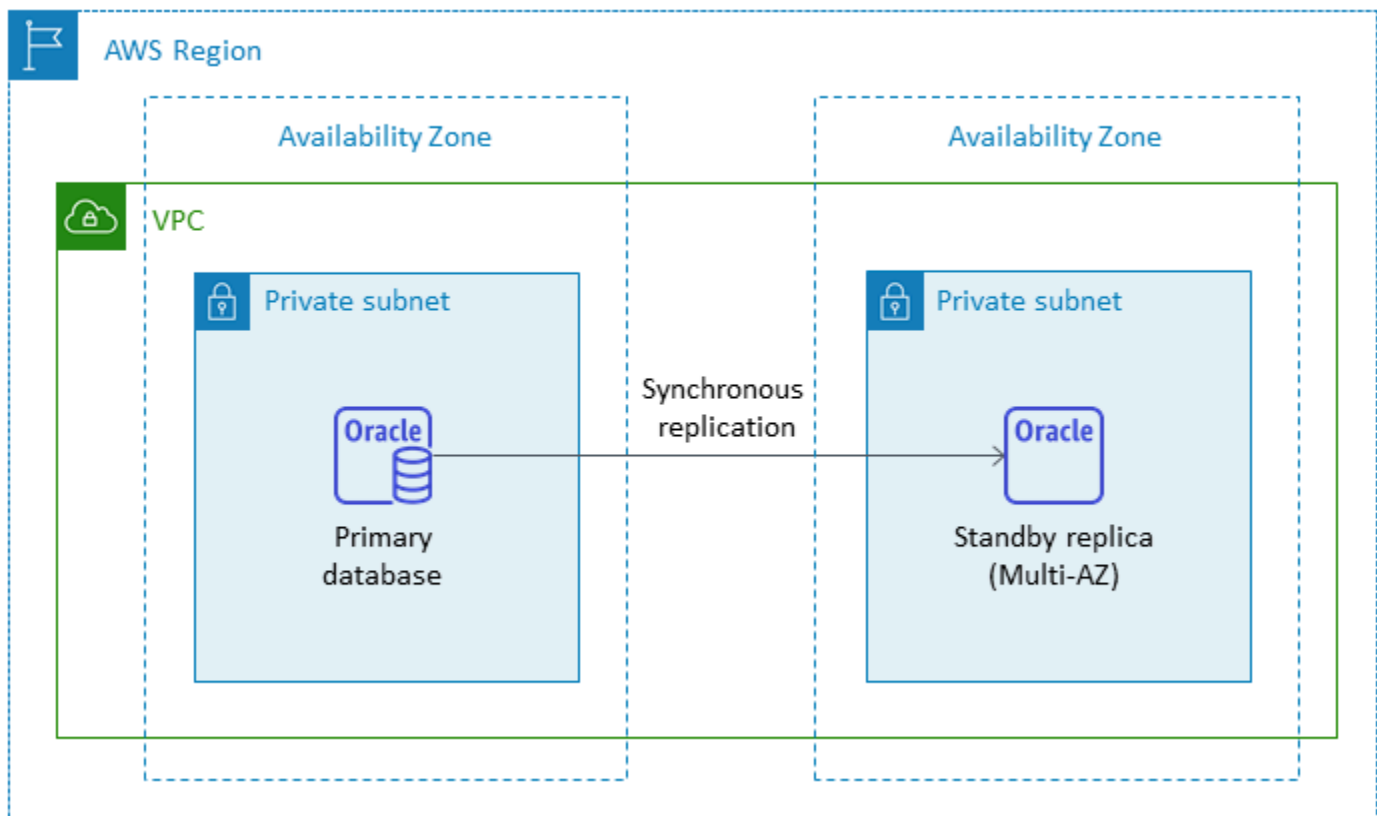 AWS Region
Availability Zone
Availability Zone
VPC
Private subnet
Private subnet
Synchronous
replication
Oracle
Oracle
Primary
database
Standby replica
(Multi-AZ)